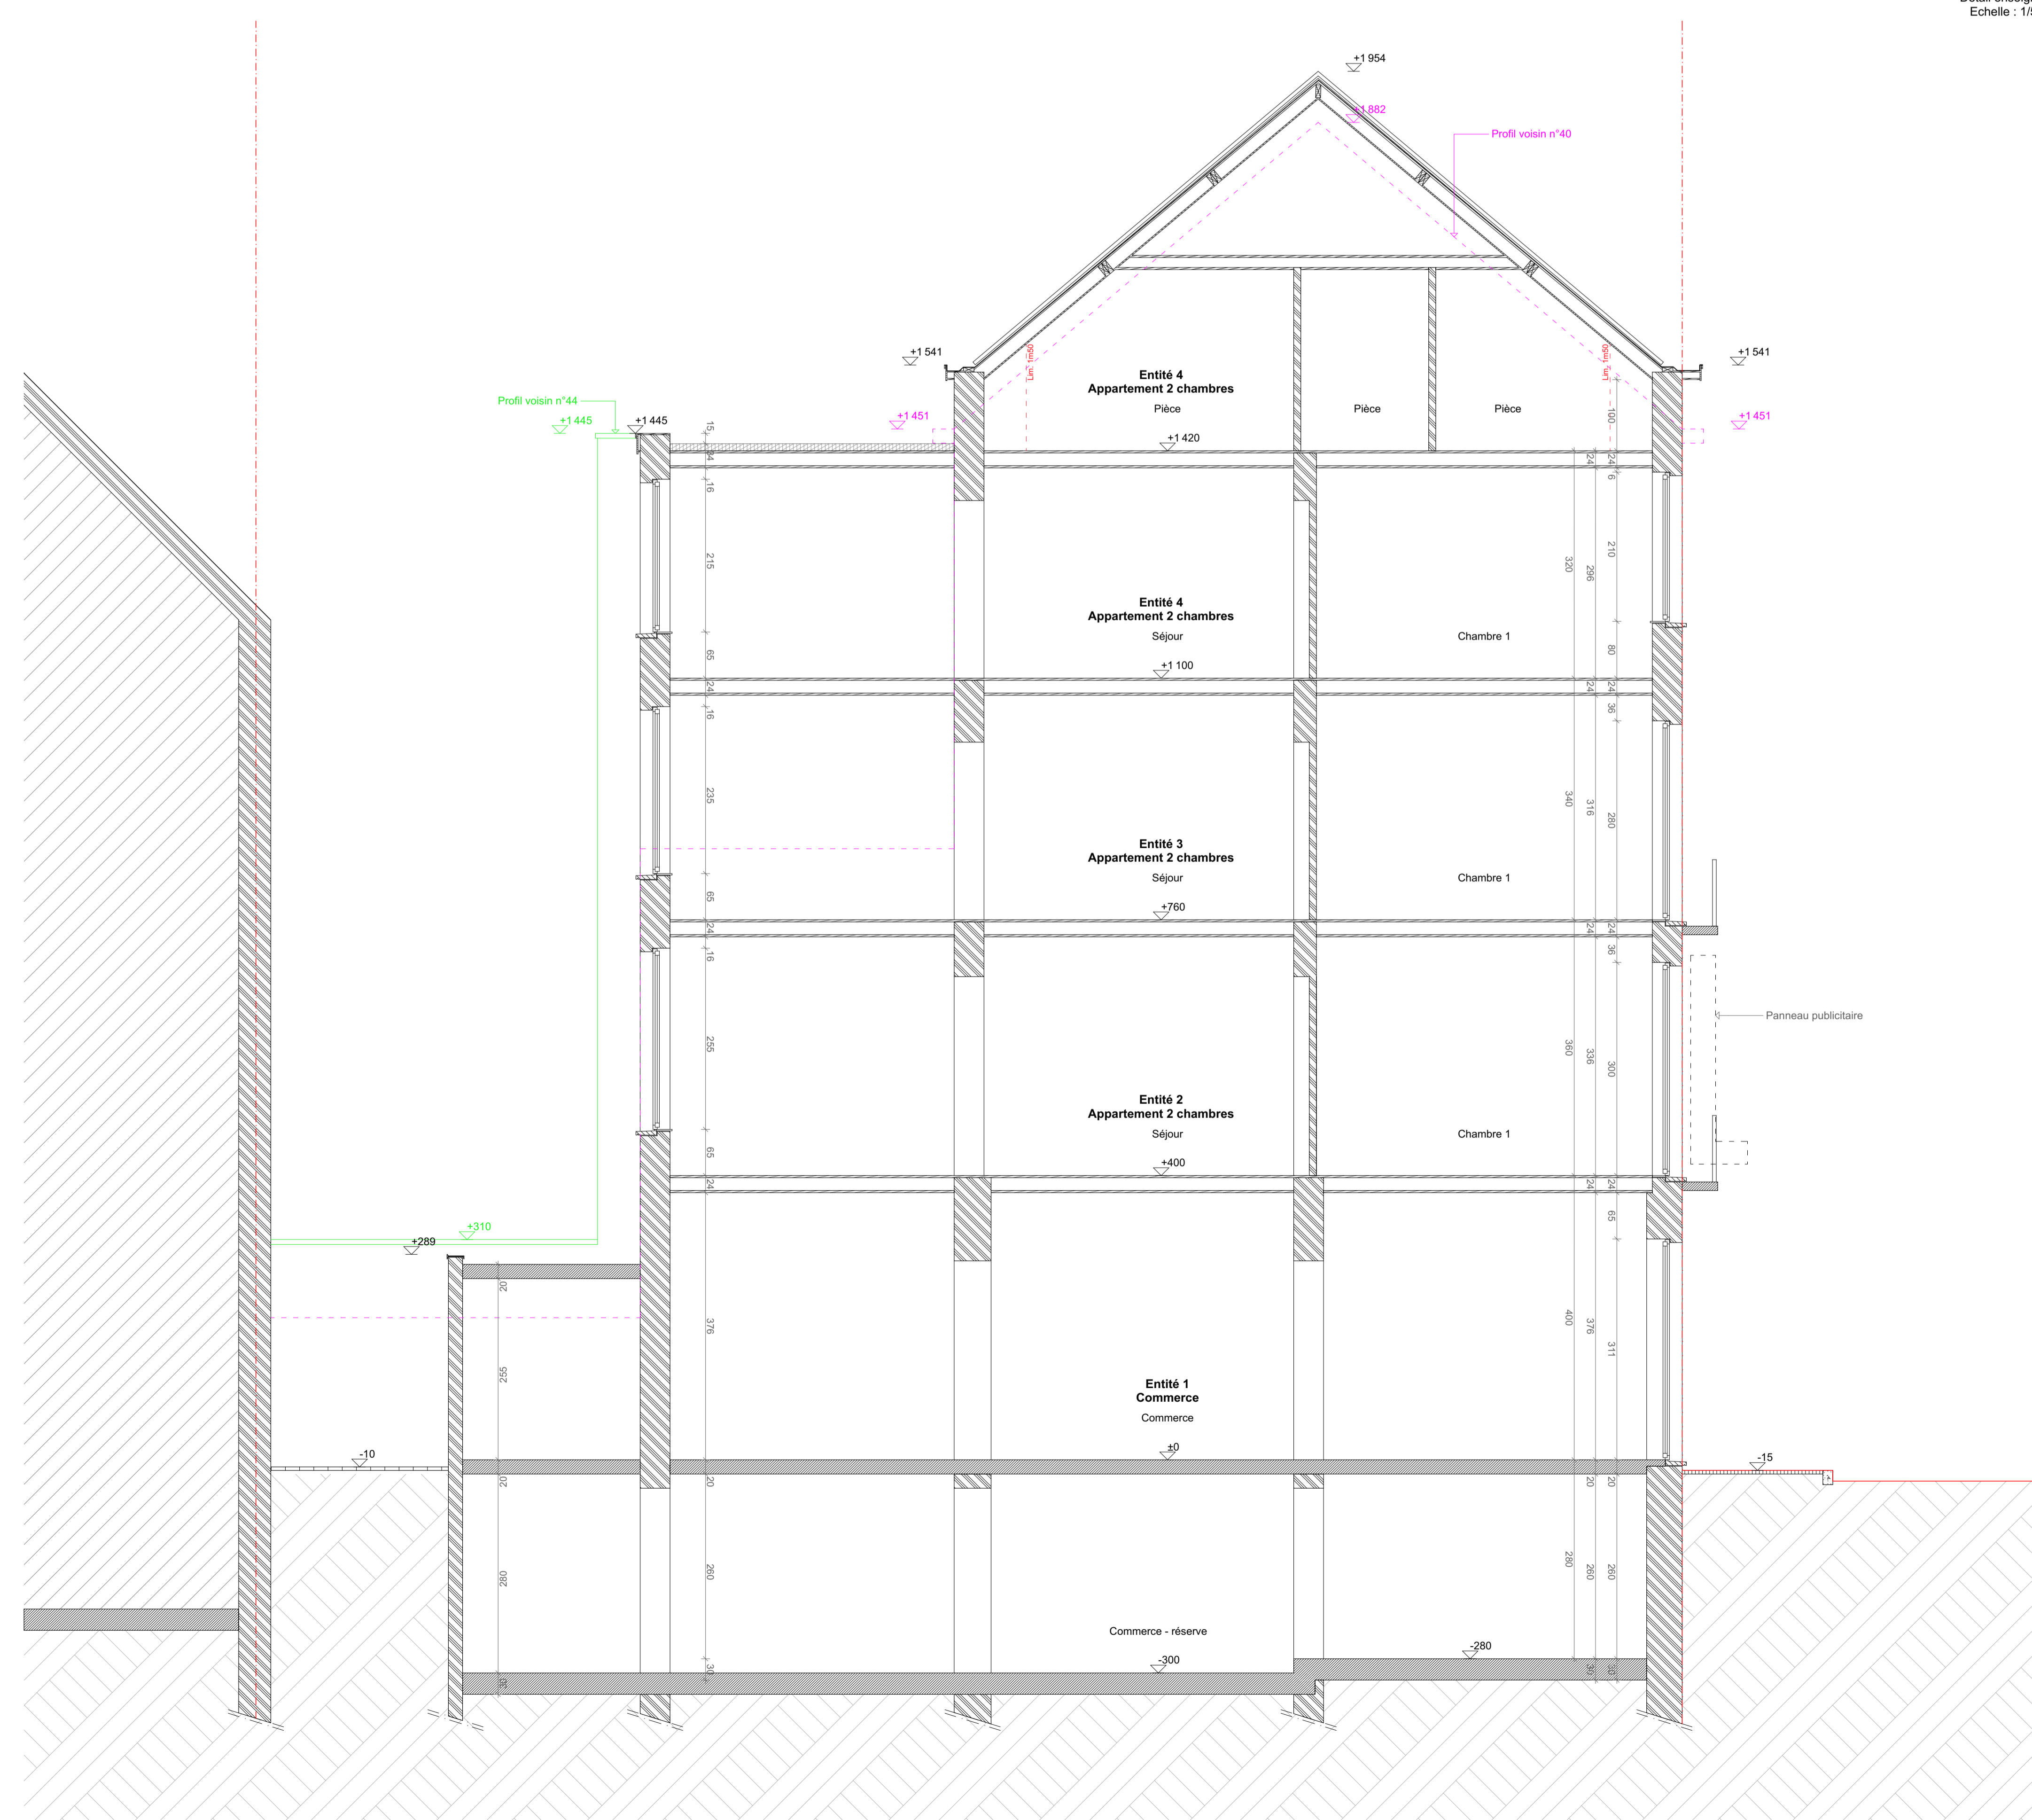 Echelle : 1/5
+1 954
+1 882
Profil voisin n°40
+1 541
Lim. 1m50
Lim. 1m50
+1 541
Entité 4
Appartement 2 chambres
Pièce
Pièce
Pièce
Profil voisin n°44
+1 445
+1 445
+1 451
+1 451
+1 420
15
34
16
215
65
24
16
235
65
24
16
255
65
24
376
20
260
30
100
24
24
6
320
296
210
80
24
24
36
340
316
280
24
24
36
360
336
300
24
24
65
400
376
311
20
20
280
260
260
30
30
Entité 4
Appartement 2 chambres
Séjour
Chambre 1
+1 100
Entité 3
Appartement 2 chambres
Séjour
Chambre 1
+760
Panneau publicitaire
Entité 2
Appartement 2 chambres
Séjour
Chambre 1
+400
+310
+289
20
255
20
280
30
Entité 1
Commerce
Commerce
±0
-10
-15
Commerce - réserve
-280
-300